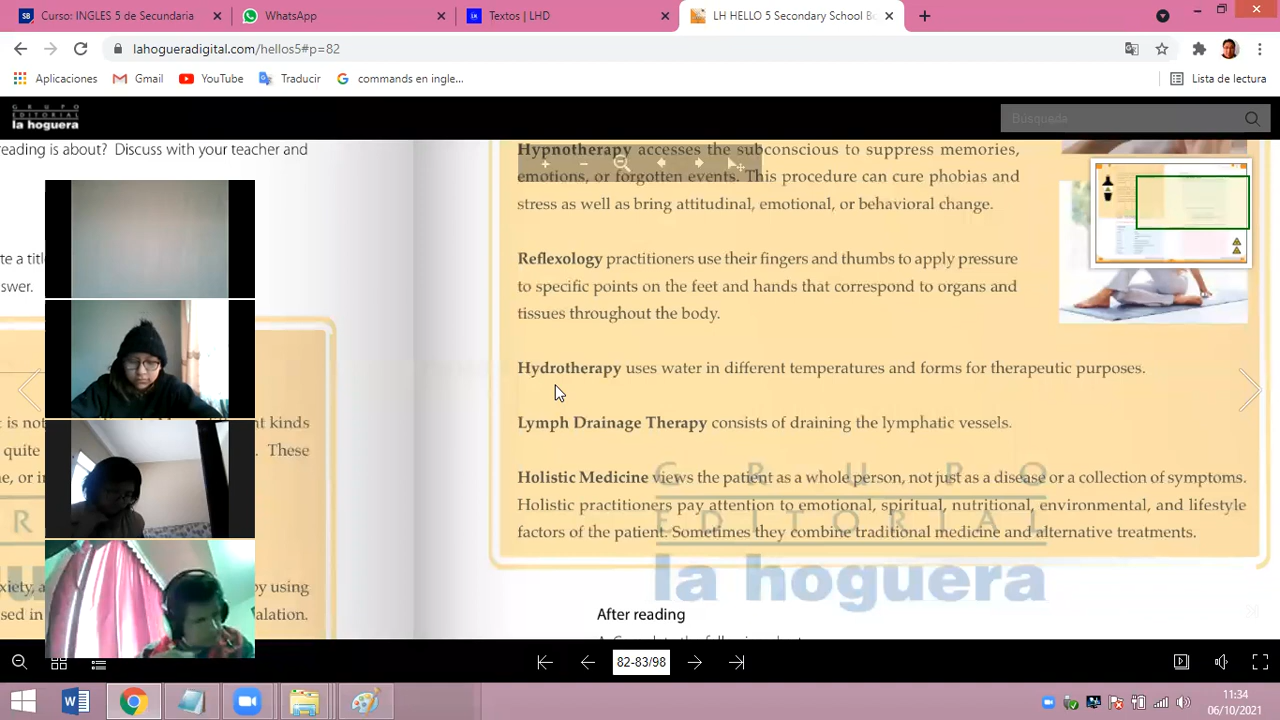 Curso: INGLES 5 de Secundaria
WhatsApp
Textos | LHD
LH HELLO 5 Secondary School Bo
lahogueradigital.com/hellos5#p=82
Aplicaciones
Gmail
YouTube
Traducir
commands en ingle...
Lista de lectura
GRUPO
EDITORIAL
la hoguera
Búsqueda
reading is about? Discuss with your teacher and
te a titl
swer.
t is not
t kinds
quite
. These
ne, or in
xiety, a
by using
sed in
alation.
Hypnotherapy accesses the subconscious to suppress memories,
emotions, or forgotten events. This procedure can cure phobias and
stress as well as bring attitudinal, emotional, or behavioral change.
Reflexology practitioners use their fingers and thumbs to apply pressure
to specific points on the feet and hands that correspond to organs and
tissues throughout the body.
Hydrotherapy uses water in different temperatures and forms for therapeutic purposes.
Lymph Drainage Therapy consists of draining the lymphatic vessels.
Holistic Medicine views the patient as a whole person, not just as a disease or a collection of symptoms.
Holistic practitioners pay attention to emotional, spiritual, nutritional, environmental, and lifestyle
factors of the patient. Sometimes they combine traditional medicine and alternative treatments.
GRUPO
EDITORIAL
la hoguera
After reading
82-83/98
11:34
06/10/2021